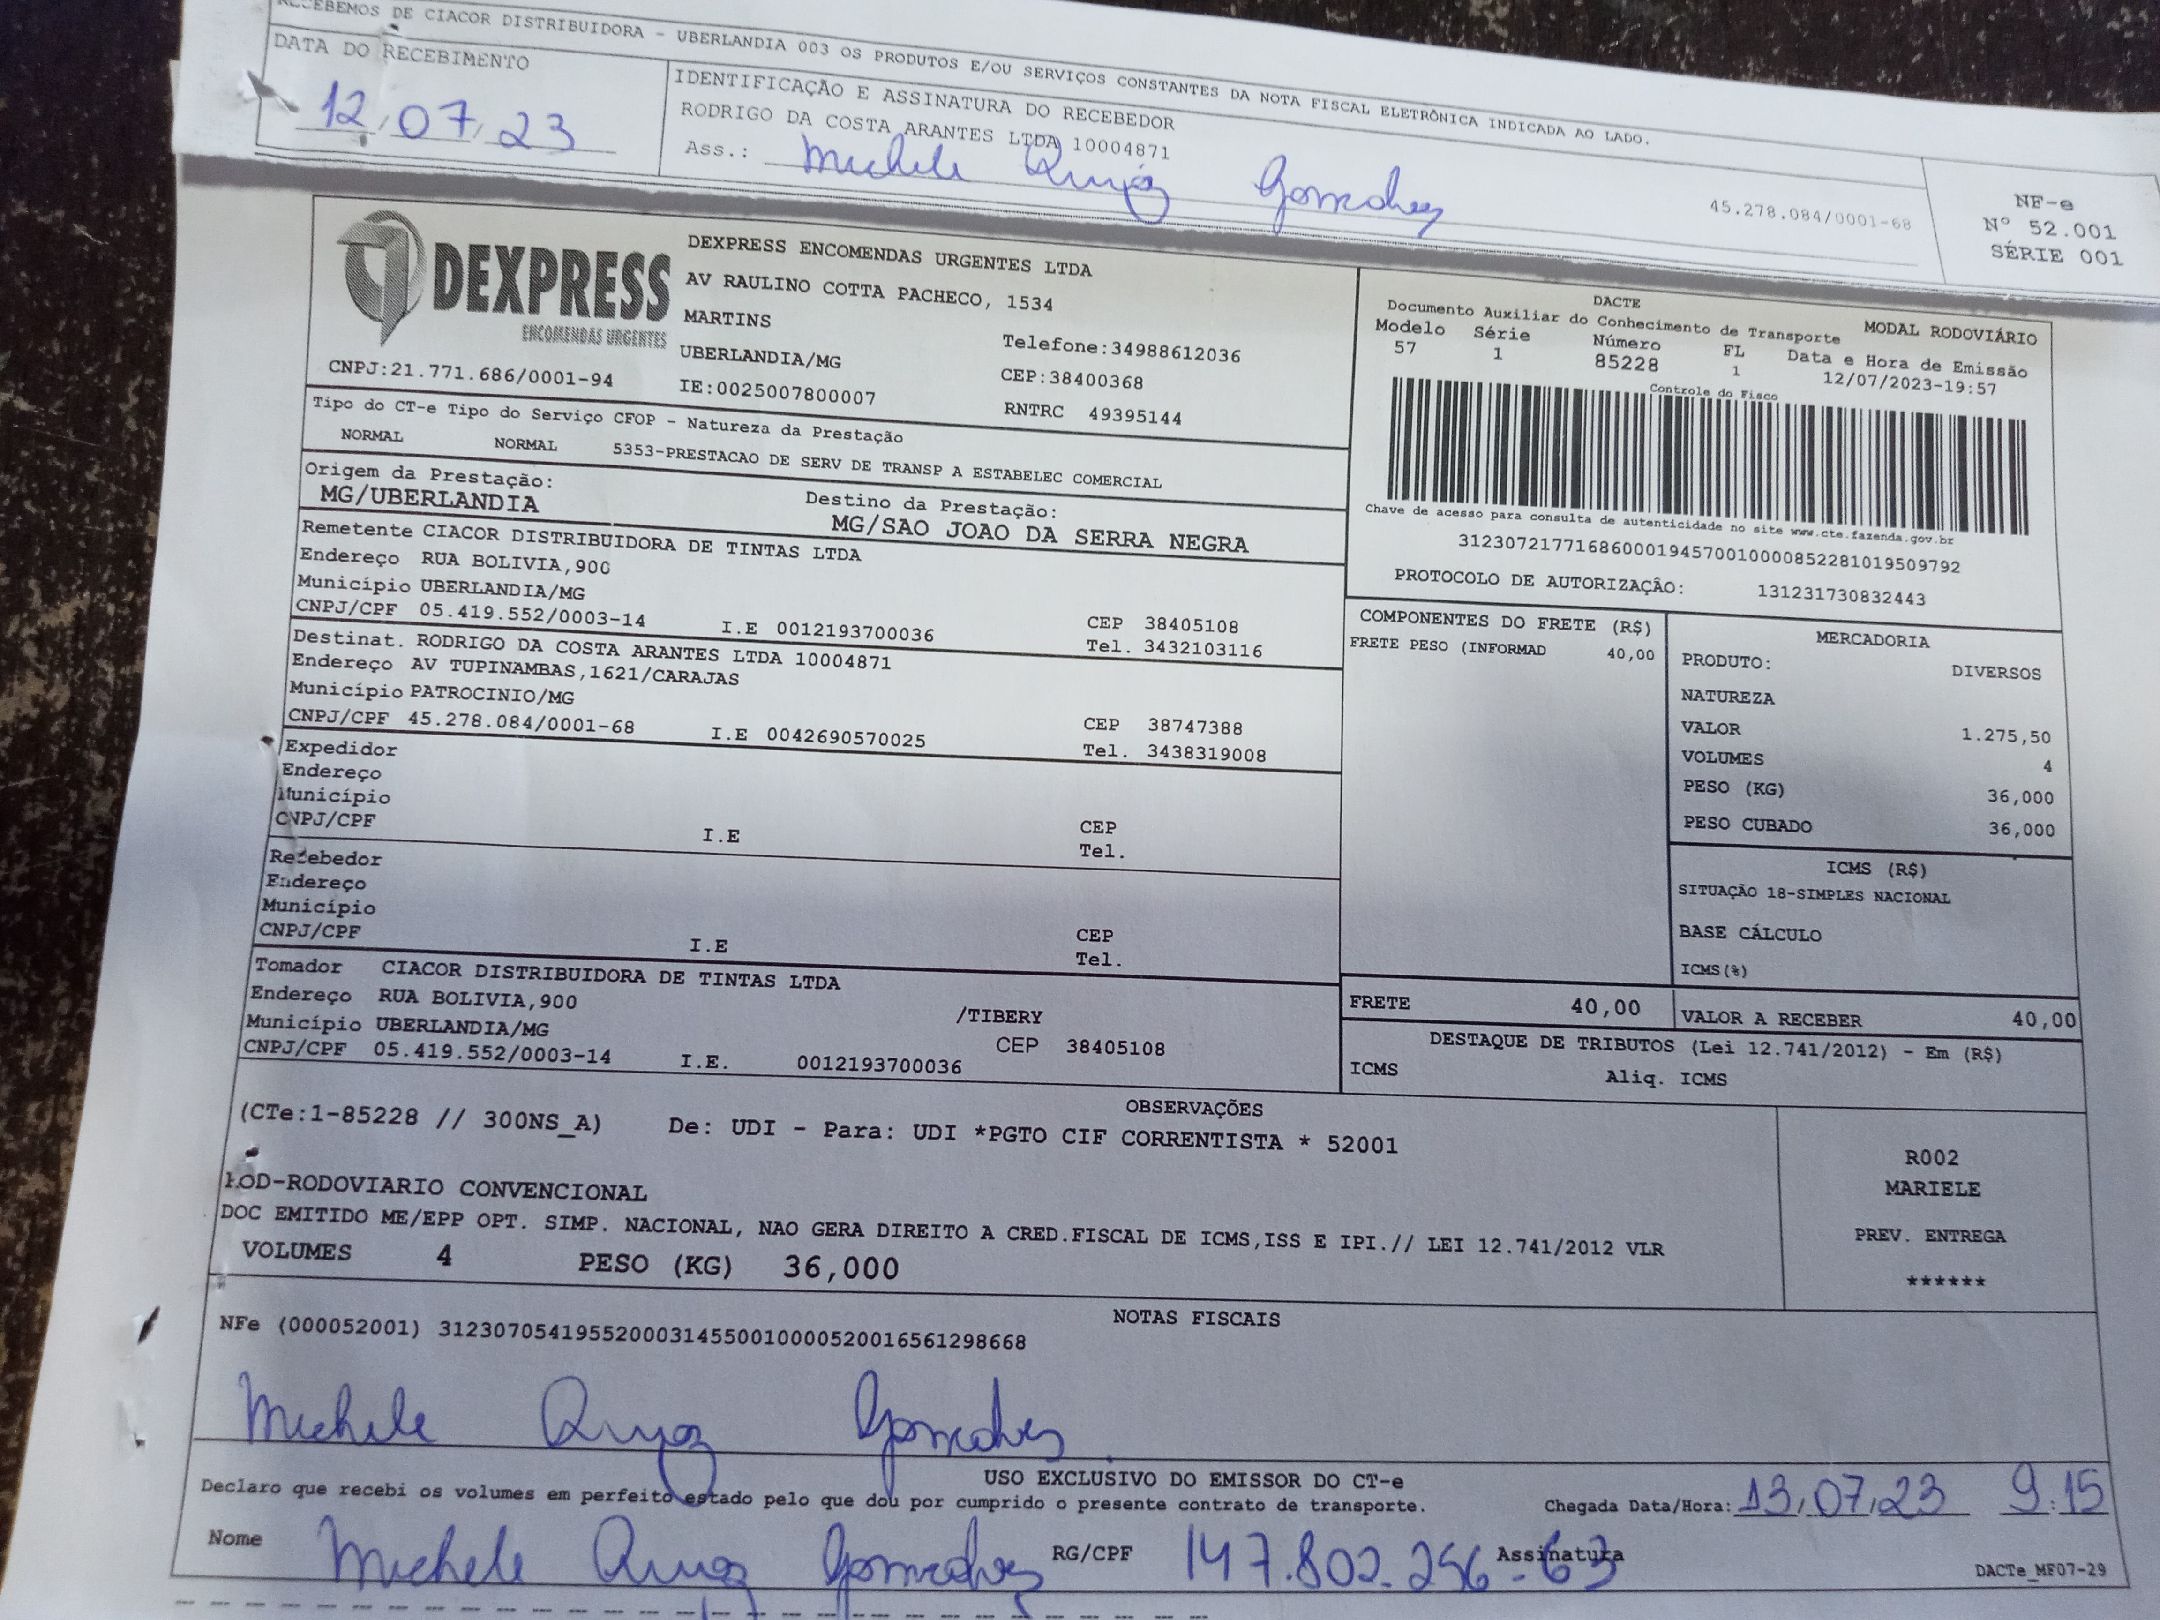 RECEBEMOS DE CIACOR DISTRIBUIDORA - UBERLANDIA 003 OS PRODUTOS E/OU SERVIÇOS CONSTANTES DA NOTA FISCAL ELETRÔNICA INDICADA AO LADO.
DATA DO RECEBIMENTO
12/07/23
IDENTIFICAÇÃO E ASSINATURA DO RECEBEDOR
RODRIGO DA COSTA ARANTES LTDA 10004871
Ass.: Michele Gonçalves
45.278.084/0001-68
NF-e
Nº 52.001
SÉRIE 001
DEXPRESS
ENCOMENDAS URGENTES
CNPJ:21.771.686/0001-94
DEXPRESS ENCOMENDAS URGENTES LTDA
AV RAULINO COTTA PACHECO, 1534
MARTINS
UBERLANDIA/MG
IE:0025007800007
Telefone:34988612036
CEP:38400368
RNTRC 49395144
DACTE
Documento Auxiliar do Conhecimento de Transporte
MODAL RODOVIÁRIO
Modelo Série Número FL Data e Hora de Emissão
57 1 85228 1 12/07/2023-19:57
Controle do Fisco
Chave de acesso para consulta de autenticidade no site www.cte.fazenda.gov.br
31230721771686000194570010000852281019509792
PROTOCOLO DE AUTORIZAÇÃO: 131231730832443
Tipo do CT-e Tipo do Serviço CFOP - Natureza da Prestação
NORMAL NORMAL 5353-PRESTACAO DE SERV DE TRANSP A ESTABELEC COMERCIAL
Origem da Prestação:
MG/UBERLANDIA
Destino da Prestação:
MG/SAO JOAO DA SERRA NEGRA
Remetente CIACOR DISTRIBUIDORA DE TINTAS LTDA
Endereço RUA BOLIVIA,900
Município UBERLANDIA/MG
CEP 38405108
CNPJ/CPF 05.419.552/0003-14 I.E 0012193700036 Tel. 3432103116
Destinat. RODRIGO DA COSTA ARANTES LTDA 10004871
Endereço AV TUPINAMBAS,1621/CARAJAS
Município PATROCINIO/MG
CEP 38747388
CNPJ/CPF 45.278.084/0001-68 I.E 0042690570025 Tel. 3438319008
Expedidor
Endereço
Município
CEP
CNPJ/CPF I.E Tel.
Recebedor
Endereço
Município
CEP
CNPJ/CPF I.E Tel.
Tomador CIACOR DISTRIBUIDORA DE TINTAS LTDA
Endereço RUA BOLIVIA,900 /TIBERY
Município UBERLANDIA/MG CEP 38405108
CNPJ/CPF 05.419.552/0003-14 I.E. 0012193700036
COMPONENTES DO FRETE (R$)
FRETE PESO (INFORMAD 40,00
MERCADORIA
PRODUTO: DIVERSOS
NATUREZA
VALOR 1.275,50
VOLUMES 4
PESO (KG) 36,000
PESO CUBADO 36,000
ICMS (R$)
SITUAÇÃO 18-SIMPLES NACIONAL
BASE CÁLCULO
ICMS(%)
FRETE 40,00
VALOR A RECEBER 40,00
DESTAQUE DE TRIBUTOS (Lei 12.741/2012) - Em (R$)
ICMS Aliq. ICMS
OBSERVAÇÕES
(CTe:1-85228 // 300NS_A) De: UDI - Para: UDI *PGTO CIF CORRENTISTA * 52001
ROD-RODOVIARIO CONVENCIONAL
DOC EMITIDO ME/EPP OPT. SIMP. NACIONAL, NAO GERA DIREITO A CRED.FISCAL DE ICMS,ISS E IPI.// LEI 12.741/2012 VLR
VOLUMES 4 PESO (KG) 36,000
R002
MARIELE
PREV. ENTREGA
******
NOTAS FISCAIS
NFe (000052001) 31230705419552000314550010000520016561298668
Michele Gonçalves
USO EXCLUSIVO DO EMISSOR DO CT-e
Declaro que recebi os volumes em perfeito estado pelo que dou por cumprido o presente contrato de transporte.
Chegada Data/Hora: 13/07/23 9:15
Nome Michele Gonçalves RG/CPF 147.802.256-63 Assinatura
DACTe_MF07-29